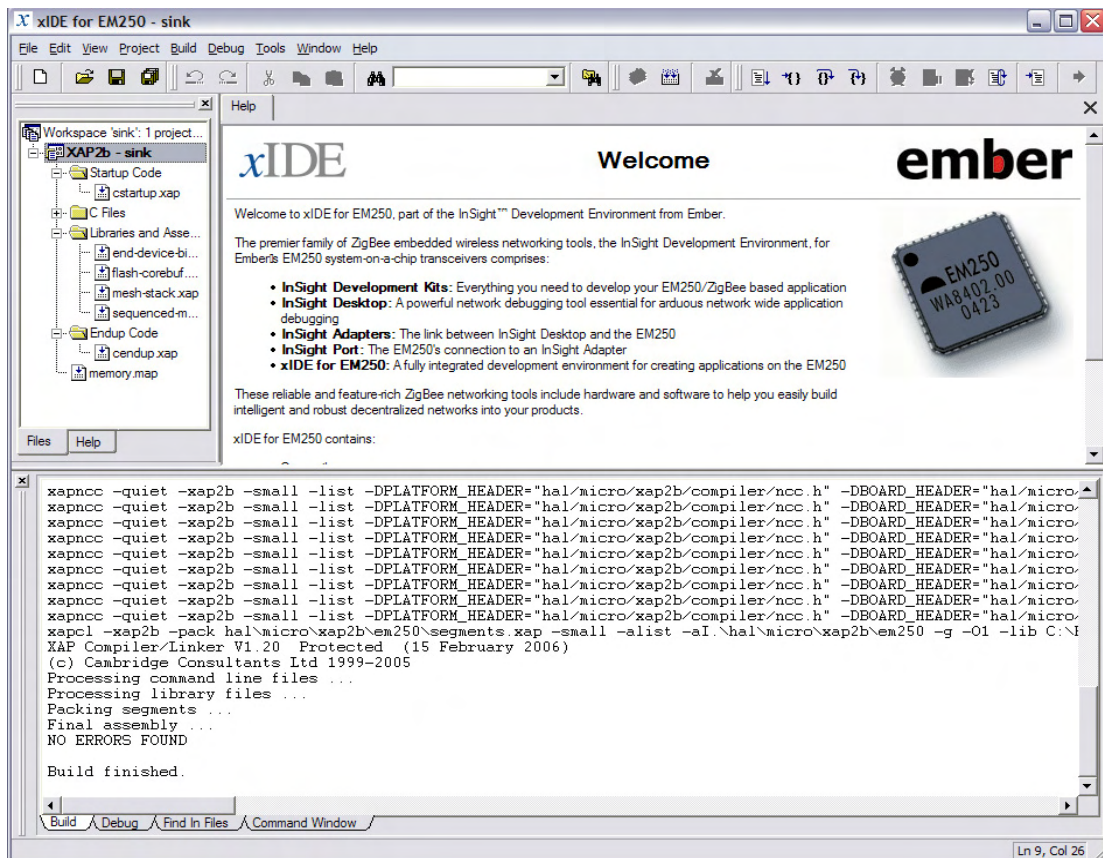 xIDE for EM250 - sink
File Edit View Project Build Debug Tools Window Help
Workspace 'sink': 1 project...
XAP2b - sink
Startup Code
cstartup.xap
C Files
Libraries and Asse...
end-device-bi...
flash-corebuf....
mesh-stack.xap
sequenced-m...
Endup Code
cendup.xap
memory.map
Files Help
Help
xIDE Welcome ember
Welcome to xIDE for EM250, part of the InSight™ Development Environment from Ember.
The premier family of ZigBee embedded wireless networking tools, the InSight Development Environment, for
Ember's EM250 system-on-a-chip transceivers comprises:
• InSight Development Kits: Everything you need to develop your EM250/ZigBee based application
• InSight Desktop: A powerful network debugging tool essential for arduous network wide application
debugging
• InSight Adapters: The link between InSight Desktop and the EM250
• InSight Port: The EM250's connection to an InSight Adapter
• xIDE for EM250: A fully integrated development environment for creating applications on the EM250
These reliable and feature-rich ZigBee networking tools include hardware and software to help you easily build
intelligent and robust decentralized networks into your products.
xIDE for EM250 contains:
EM250
WA8402.00
0423
xapncc -quiet -xap2b -small -list -DPLATFORM_HEADER="hal/micro/xap2b/compiler/ncc.h" -DBOARD_HEADER="hal/micro/
xapncc -quiet -xap2b -small -list -DPLATFORM_HEADER="hal/micro/xap2b/compiler/ncc.h" -DBOARD_HEADER="hal/micro/
xapncc -quiet -xap2b -small -list -DPLATFORM_HEADER="hal/micro/xap2b/compiler/ncc.h" -DBOARD_HEADER="hal/micro/
xapncc -quiet -xap2b -small -list -DPLATFORM_HEADER="hal/micro/xap2b/compiler/ncc.h" -DBOARD_HEADER="hal/micro/
xapncc -quiet -xap2b -small -list -DPLATFORM_HEADER="hal/micro/xap2b/compiler/ncc.h" -DBOARD_HEADER="hal/micro/
xapncc -quiet -xap2b -small -list -DPLATFORM_HEADER="hal/micro/xap2b/compiler/ncc.h" -DBOARD_HEADER="hal/micro/
xapncc -quiet -xap2b -small -list -DPLATFORM_HEADER="hal/micro/xap2b/compiler/ncc.h" -DBOARD_HEADER="hal/micro/
xapncc -quiet -xap2b -small -list -DPLATFORM_HEADER="hal/micro/xap2b/compiler/ncc.h" -DBOARD_HEADER="hal/micro/
xapncc -quiet -xap2b -small -list -DPLATFORM_HEADER="hal/micro/xap2b/compiler/ncc.h" -DBOARD_HEADER="hal/micro/
xapcl -xap2b -pack hal\micro\xap2b\em250\segments.xap -small -alist -aI.\hal\micro\xap2b\em250 -g -O1 -lib C:\
XAP Compiler/Linker V1.20 Protected (15 February 2006)
(c) Cambridge Consultants Ltd 1999-2005
Processing command line files ...
Processing library files ...
Packing segments ...
Final assembly ...
NO ERRORS FOUND
Build finished.
Build Debug Find In Files Command Window
Ln 9, Col 26